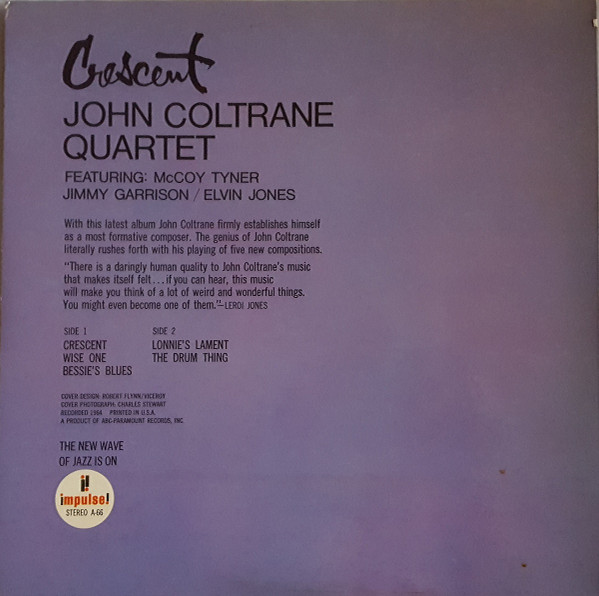 Crescent
JOHN COLTRANE
QUARTET
FEATURING: McCOY TYNER
JIMMY GARRISON / ELVIN JONES
With this latest album John Coltrane firmly establishes himself
as a most formative composer. The genius of John Coltrane
literally rushes forth with his playing of five new compositions.
“There is a daringly human quality to John Coltrane’s music
that makes itself felt...if you can hear, this music
will make you think of a lot of weird and wonderful things.
You might even become one of them.”—LEROI JONES
SIDE 1
CRESCENT
WISE ONE
BESSIE'S BLUES
SIDE 2
LONNIE'S LAMENT
THE DRUM THING
COVER DESIGN: ROBERT FLYNN/VICEROY
COVER PHOTOGRAPH: CHARLES STEWART
RECORDED 1964 PRINTED IN U.S.A.
A PRODUCT OF ABC-PARAMOUNT RECORDS, INC.
THE NEW WAVE
OF JAZZ IS ON
i!
impulse!
STEREO A-66